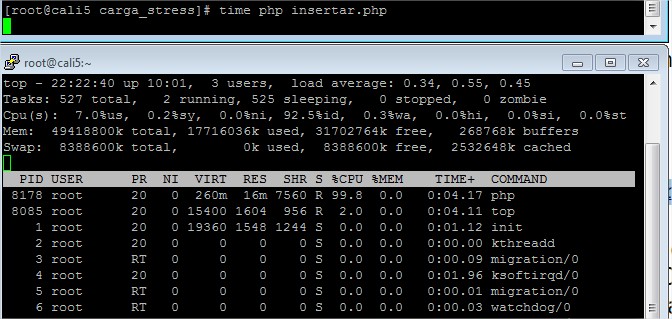 [root@cali5 carga_stress]# time php insertar.php
root@cali5:~
top - 22:22:40 up 10:01, 3 users, load average: 0.34, 0.55, 0.45
Tasks: 527 total, 2 running, 525 sleeping, 0 stopped, 0 zombie
Cpu(s): 7.0%us, 0.2%sy, 0.0%ni, 92.5%id, 0.3%wa, 0.0%hi, 0.0%si, 0.0%st
Mem: 49418800k total, 17716036k used, 31702764k free, 268768k buffers
Swap: 8388600k total, 0k used, 8388600k free, 2532648k cached
PID USER PR NI VIRT RES SHR S %CPU %MEM TIME+ COMMAND
8178 root 20 0 260m 16m 7560 R 99.8 0.0 0:04.17 php
8085 root 20 0 15400 1604 956 R 2.0 0.0 0:04.11 top
1 root 20 0 19360 1548 1244 S 0.0 0.0 0:01.12 init
2 root 20 0 0 0 0 S 0.0 0.0 0:00.00 kthreadd
3 root RT 0 0 0 0 S 0.0 0.0 0:00.09 migration/0
4 root 20 0 0 0 0 S 0.0 0.0 0:01.96 ksoftirqd/0
5 root RT 0 0 0 0 S 0.0 0.0 0:00.01 migration/0
6 root RT 0 0 0 0 S 0.0 0.0 0:00.03 watchdog/0